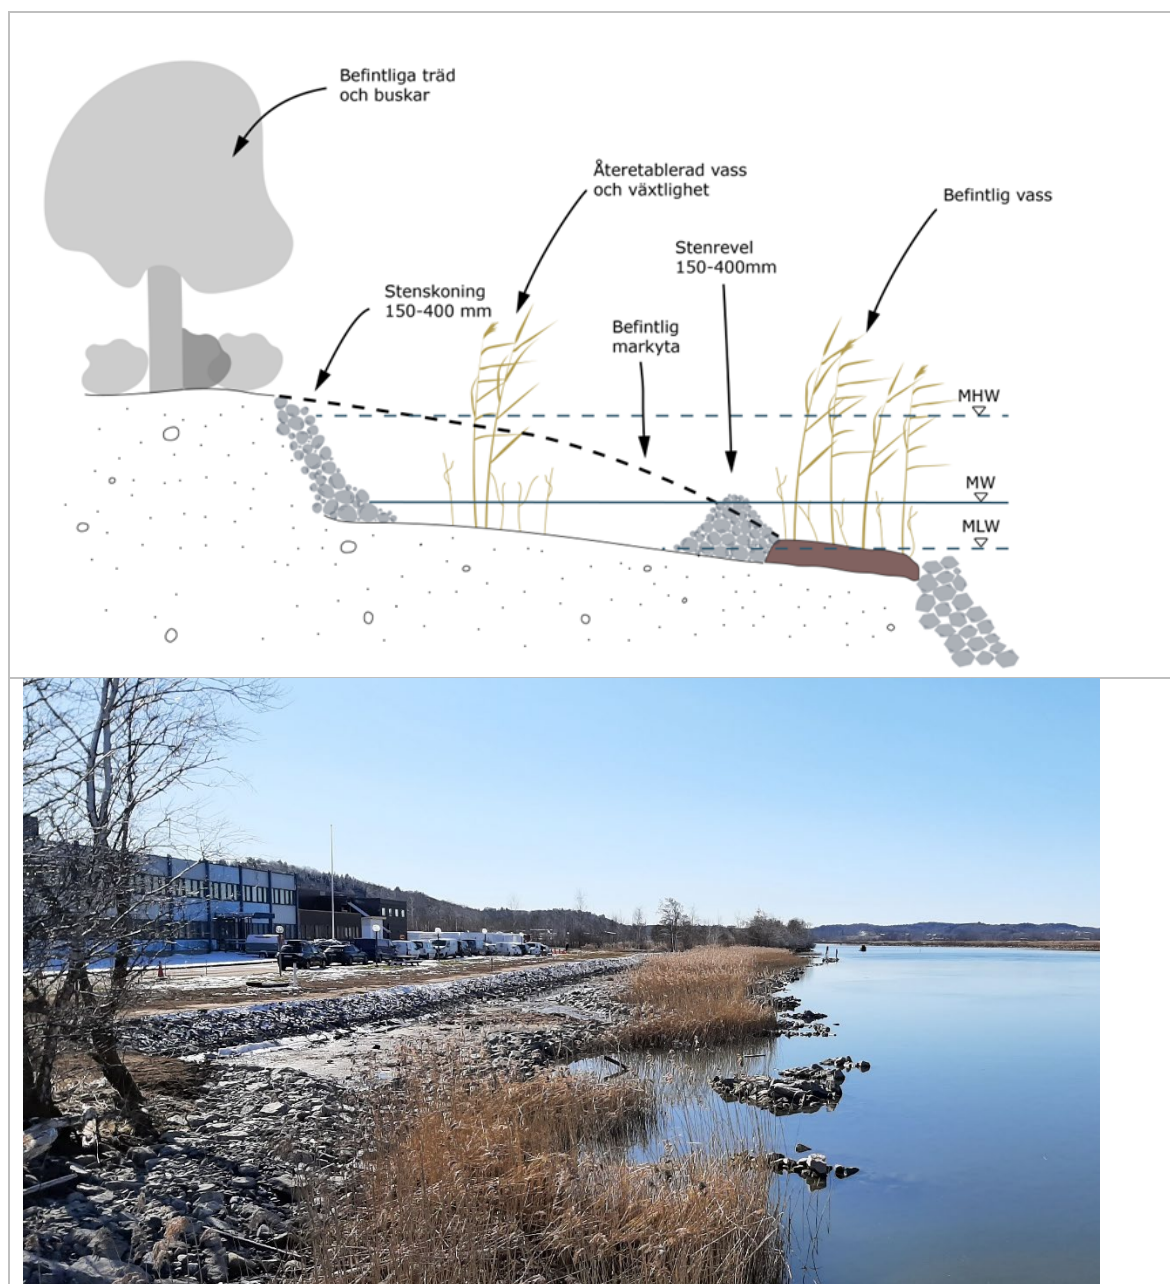 Befintliga träd
och buskar
Återetablerad vass
och växtlighet
Befintlig vass
Stenrevel
150-400mm
Stenskoning
150-400 mm
Befintlig
markyta
MHW
MW
MLW